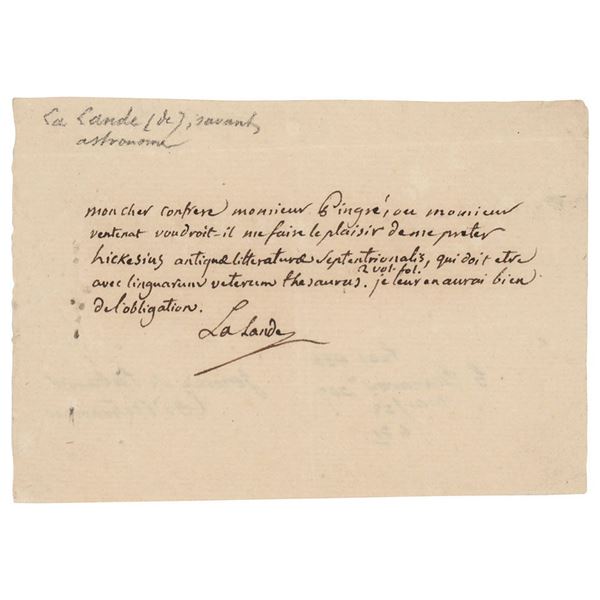 La Lande (de), savant
astronome
mon cher confrere monsieur Pingré, ou monsieur
ventenat voudroit-il me faire le plaisir de me preter
hickesius antiquæ litteraturæ septentrionalis, qui doit etre
avec linguarum veterum thesaurus. 2 vol. fol. je leur en aurai bien
de l'obligation.
La Lande